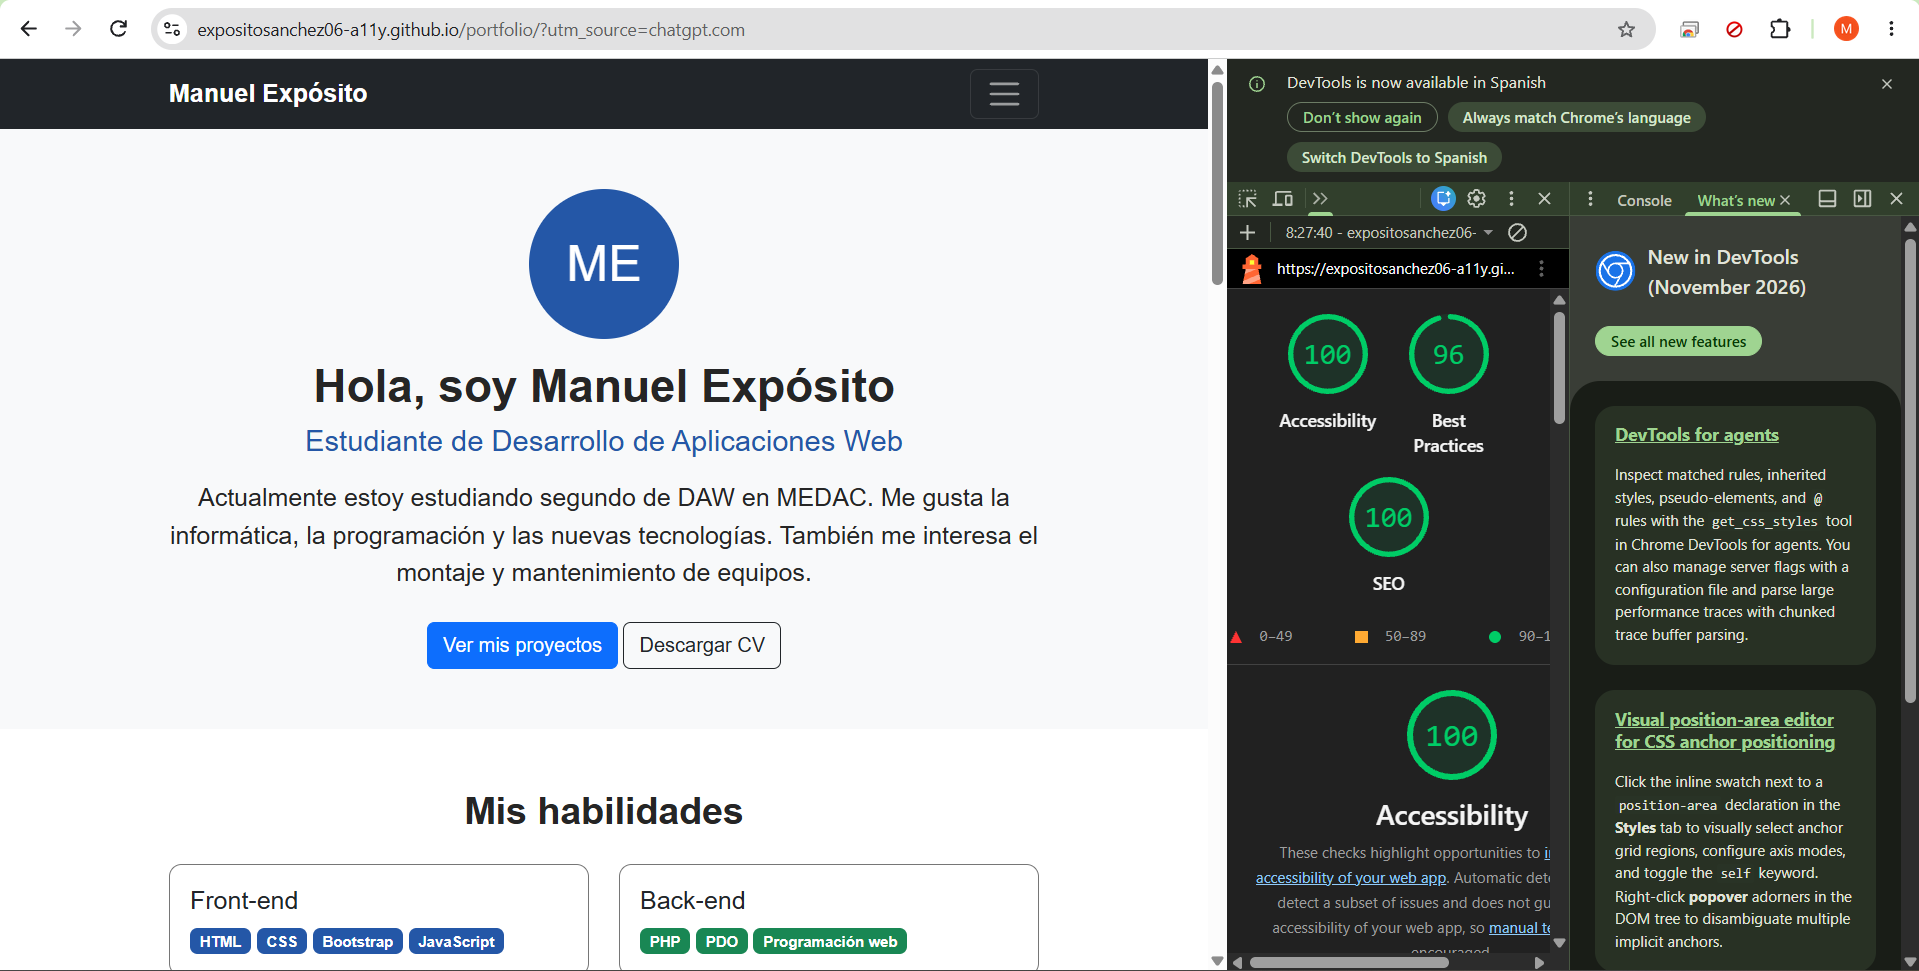 expositosanchez06-a11y.github.io/portfolio/?utm_source=chatgpt.com
M
Manuel Expósito
ME
Hola, soy Manuel Expósito
Estudiante de Desarrollo de Aplicaciones Web
Actualmente estoy estudiando segundo de DAW en MEDAC. Me gusta la
informática, la programación y las nuevas tecnologías. También me interesa el
montaje y mantenimiento de equipos.
Ver mis proyectos
Descargar CV
Mis habilidades
Front-end
HTML CSS Bootstrap JavaScript
Back-end
PHP PDO Programación web
DevTools is now available in Spanish
Don't show again
Always match Chrome's language
Switch DevTools to Spanish
8:27:40 - expositosanchez06-
https://expositosanchez06-a11y.gi...
100
Accessibility
96
Best
Practices
100
SEO
0–49
50–89
90–1
100
Accessibility
These checks highlight opportunities to i
accessibility of your web app. Automatic dete
detect a subset of issues and does not gu
accessibility of your web app, so manual te
encouraged
Console
What's new
New in DevTools
(November 2026)
See all new features
DevTools for agents
Inspect matched rules, inherited
styles, pseudo-elements, and @
rules with the get_css_styles tool
in Chrome DevTools for agents. You
can also manage server flags with a
configuration file and parse large
performance traces with chunked
trace buffer parsing.
Visual position-area editor
for CSS anchor positioning
Click the inline swatch next to a
position-area declaration in the
Styles tab to visually select anchor
grid regions, configure axis modes,
and toggle the self keyword.
Right-click popover adorners in the
DOM tree to disambiguate multiple
implicit anchors.